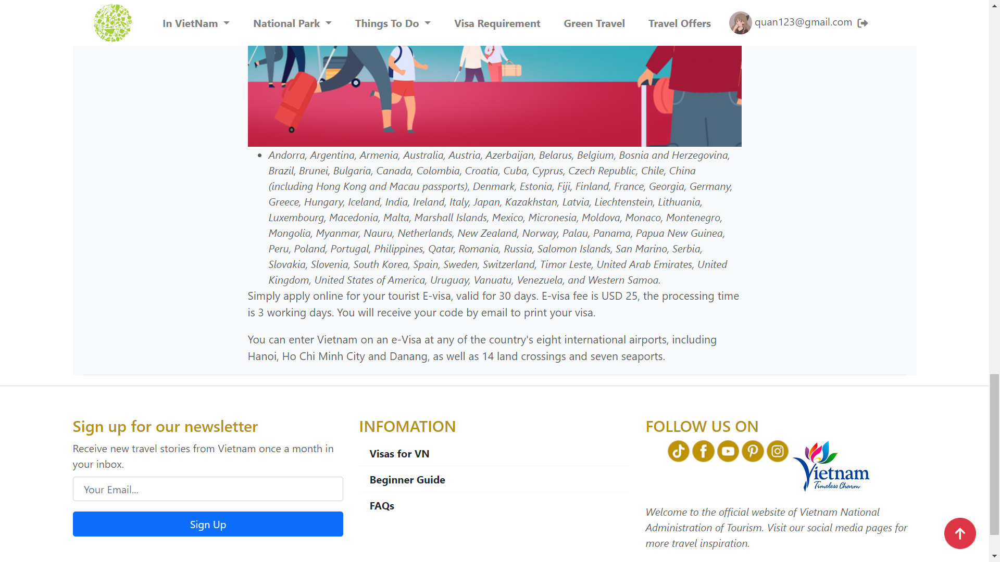 In VietNam
National Park
Things To Do
Visa Requirement
Green Travel
Travel Offers
quan123@gmail.com
Andorra, Argentina, Armenia, Australia, Austria, Azerbaijan, Belarus, Belgium, Bosnia and Herzegovina,
Brazil, Brunei, Bulgaria, Canada, Colombia, Croatia, Cuba, Cyprus, Czech Republic, Chile, China
(including Hong Kong and Macau passports), Denmark, Estonia, Fiji, Finland, France, Georgia, Germany,
Greece, Hungary, Iceland, India, Ireland, Italy, Japan, Kazakhstan, Latvia, Liechtenstein, Lithuania,
Luxembourg, Macedonia, Malta, Marshall Islands, Mexico, Micronesia, Moldova, Monaco, Montenegro,
Mongolia, Myanmar, Nauru, Netherlands, New Zealand, Norway, Palau, Panama, Papua New Guinea,
Peru, Poland, Portugal, Philippines, Qatar, Romania, Russia, Salomon Islands, San Marino, Serbia,
Slovakia, Slovenia, South Korea, Spain, Sweden, Switzerland, Timor Leste, United Arab Emirates, United
Kingdom, United States of America, Uruguay, Vanuatu, Venezuela, and Western Samoa.
Simply apply online for your tourist E-visa, valid for 30 days. E-visa fee is USD 25, the processing time
is 3 working days. You will receive your code by email to print your visa.
You can enter Vietnam on an e-Visa at any of the country's eight international airports, including
Hanoi, Ho Chi Minh City and Danang, as well as 14 land crossings and seven seaports.
Sign up for our newsletter
Receive new travel stories from Vietnam once a month in
your inbox.
Your Email...
Sign Up
INFOMATION
Visas for VN
Beginner Guide
FAQs
FOLLOW US ON
Vietnam
Timeless Charm
Welcome to the official website of Vietnam National
Administration of Tourism. Visit our social media pages for
more travel inspiration.